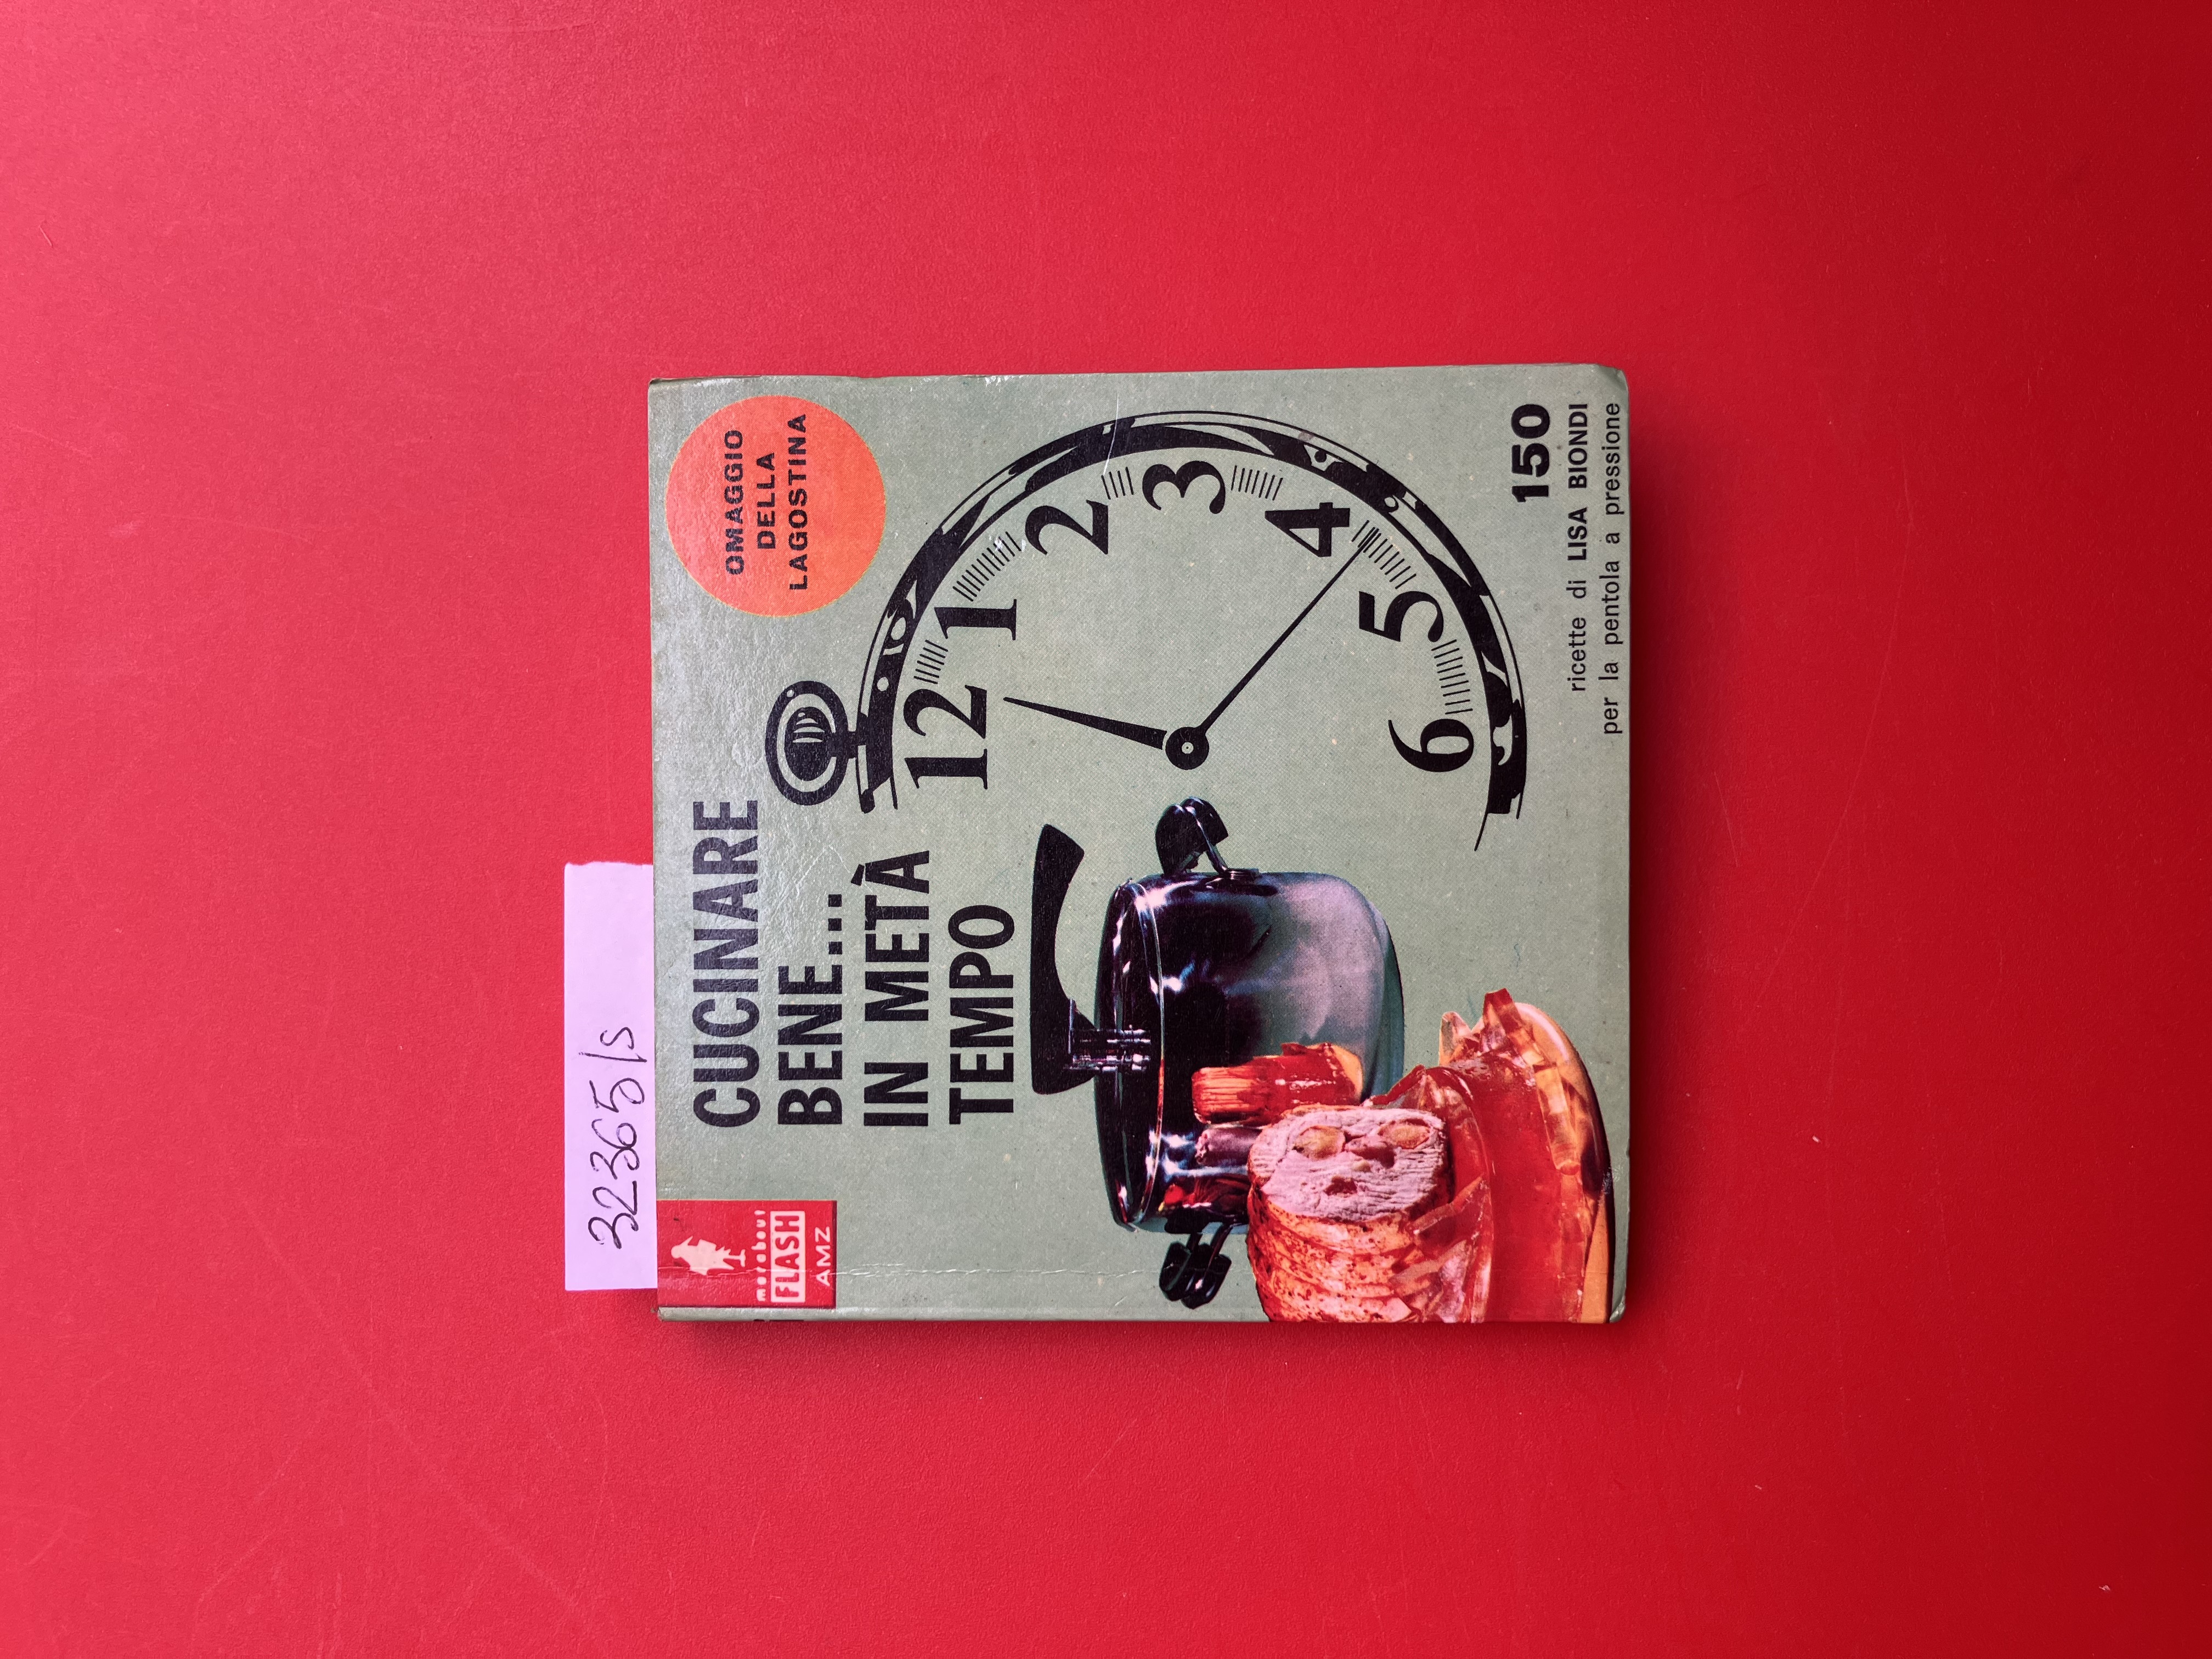 32365/s
marabout
FLASH
AMZ
CUCINARE
BENE...
IN METÀ
TEMPO
OMAGGIO
DELLA
LAGOSTINA
12
1
2
3
4
5
6
150
ricette di LISA BIONDI
per la pentola a pressione